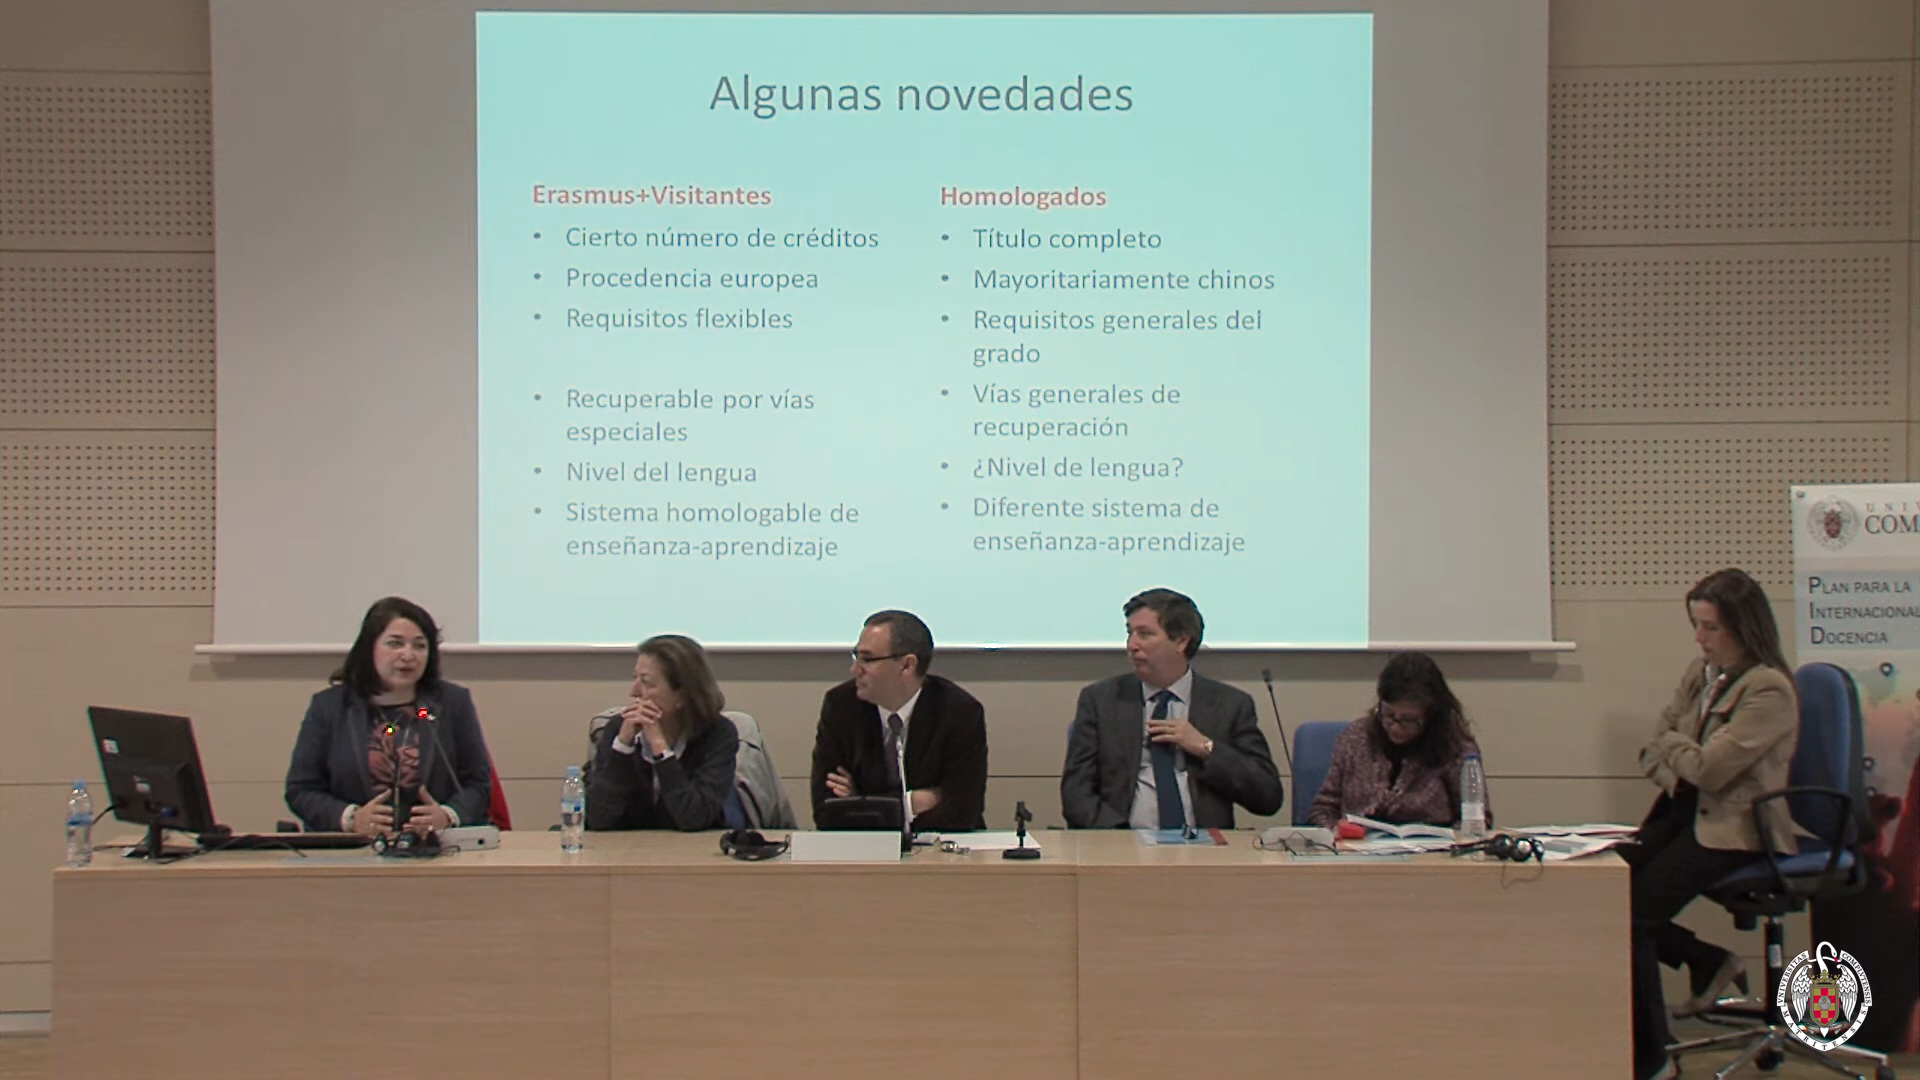 Algunas novedades
Erasmus+Visitantes
• Cierto número de créditos
• Procedencia europea
• Requisitos flexibles
• Recuperable por vías
especiales
• Nivel del lengua
• Sistema homologable de
enseñanza-aprendizaje
Homologados
• Título completo
• Mayoritariamente chinos
• Requisitos generales del
grado
• Vías generales de
recuperación
• ¿Nivel de lengua?
• Diferente sistema de
enseñanza-aprendizaje
UNIV
COM
PLAN PARA LA
INTERNACIONAL
DOCENCIA